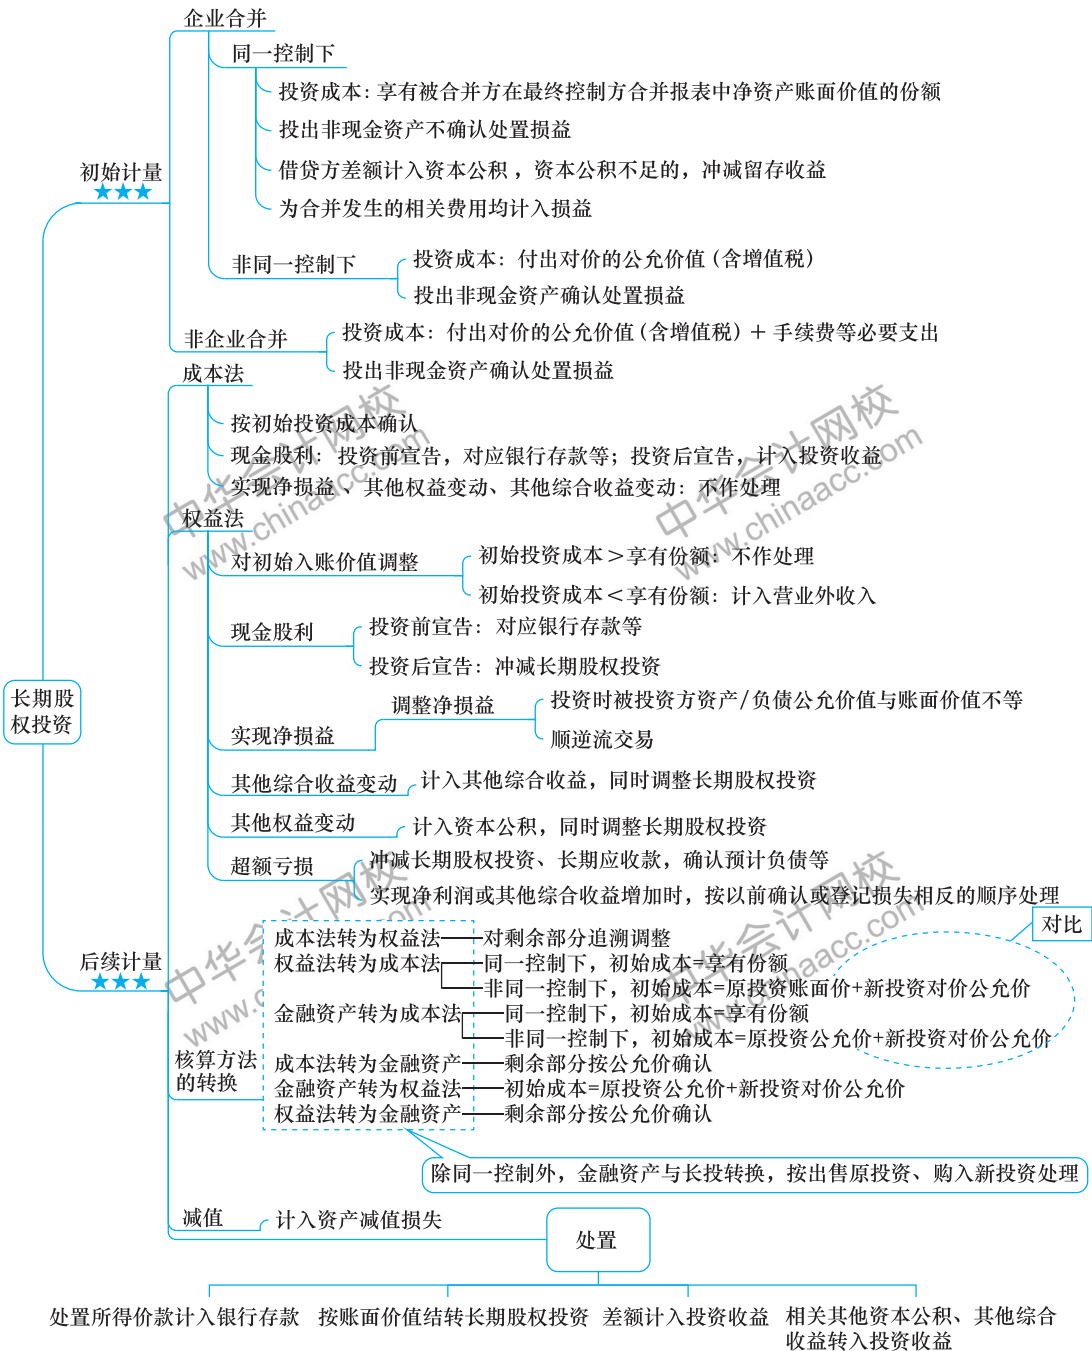 企业合并
同一控制下
投资成本：享有被合并方在最终控制方合并报表中净资产账面价值的份额
投出非现金资产不确认处置损益
初始计量
★★★
借贷方差额计入资本公积，资本公积不足的，冲减留存收益
为合并发生的相关费用均计入损益
非同一控制下
投资成本：付出对价的公允价值（含增值税）
投出非现金资产确认处置损益
非企业合并
投资成本：付出对价的公允价值（含增值税）＋手续费等必要支出
投出非现金资产确认处置损益
成本法
按初始投资成本确认
现金股利：投资前宣告，对应银行存款等；投资后宣告，计入投资收益
实现净损益、其他权益变动、其他综合收益变动：不作处理
权益法
对初始入账价值调整
初始投资成本＞享有份额：不作处理
初始投资成本＜享有份额：计入营业外收入
现金股利
投资前宣告：对应银行存款等
投资后宣告：冲减长期股权投资
长期股
权投资
实现净损益
调整净损益
投资时被投资方资产/负债公允价值与账面价值不等
顺逆流交易
其他综合收益变动
计入其他综合收益，同时调整长期股权投资
其他权益变动
计入资本公积，同时调整长期股权投资
超额亏损
冲减长期股权投资、长期应收款，确认预计负债等
实现净利润或其他综合收益增加时，按以前确认或登记损失相反的顺序处理
对比
后续计量
★★★
核算方法
的转换
成本法转为权益法——对剩余部分追溯调整
权益法转为成本法——同一控制下，初始成本=享有份额
非同一控制下，初始成本=原投资账面价+新投资对价公允价
金融资产转为成本法——同一控制下，初始成本=享有份额
非同一控制下，初始成本=原投资公允价+新投资对价公允价
成本法转为金融资产——剩余部分按公允价确认
金融资产转为权益法——初始成本=原投资公允价+新投资对价公允价
权益法转为金融资产——剩余部分按公允价确认
除同一控制外，金融资产与长投转换，按出售原投资、购入新投资处理
减值
计入资产减值损失
处置
处置所得价款计入银行存款
按账面价值结转长期股权投资
差额计入投资收益
相关其他资本公积、其他综合
收益转入投资收益
中华会计网校
www.chinaacc.com
中华会计网校
www.chinaacc.com
中华会计网校
www.chinaacc.com
中华会计网校
www.chinaacc.com